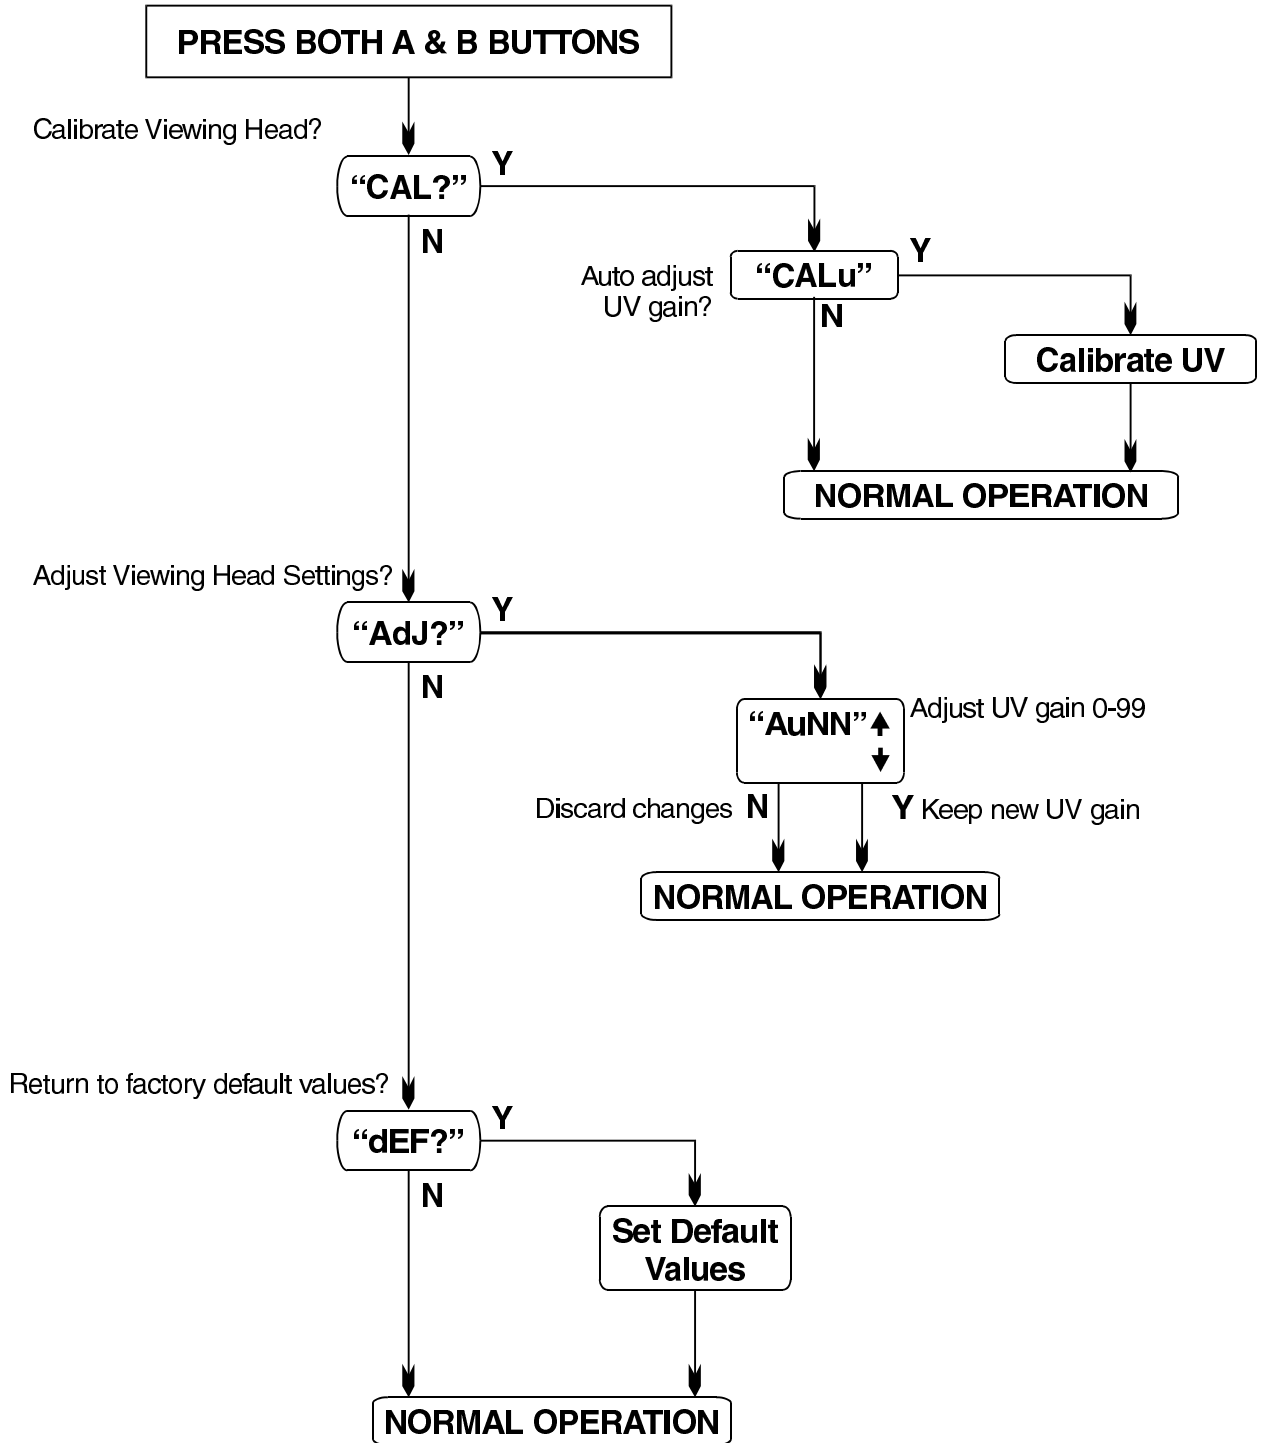 PRESS BOTH A & B BUTTONS
Calibrate Viewing Head?
“CAL?”
Y
N
Auto adjust
UV gain?
“CALu”
Y
N
Calibrate UV
NORMAL OPERATION
Adjust Viewing Head Settings?
“AdJ?”
Y
N
“AuNN”
Adjust UV gain 0-99
Discard changes N
Y Keep new UV gain
NORMAL OPERATION
Return to factory default values?
“dEF?”
Y
N
Set Default
Values
NORMAL OPERATION